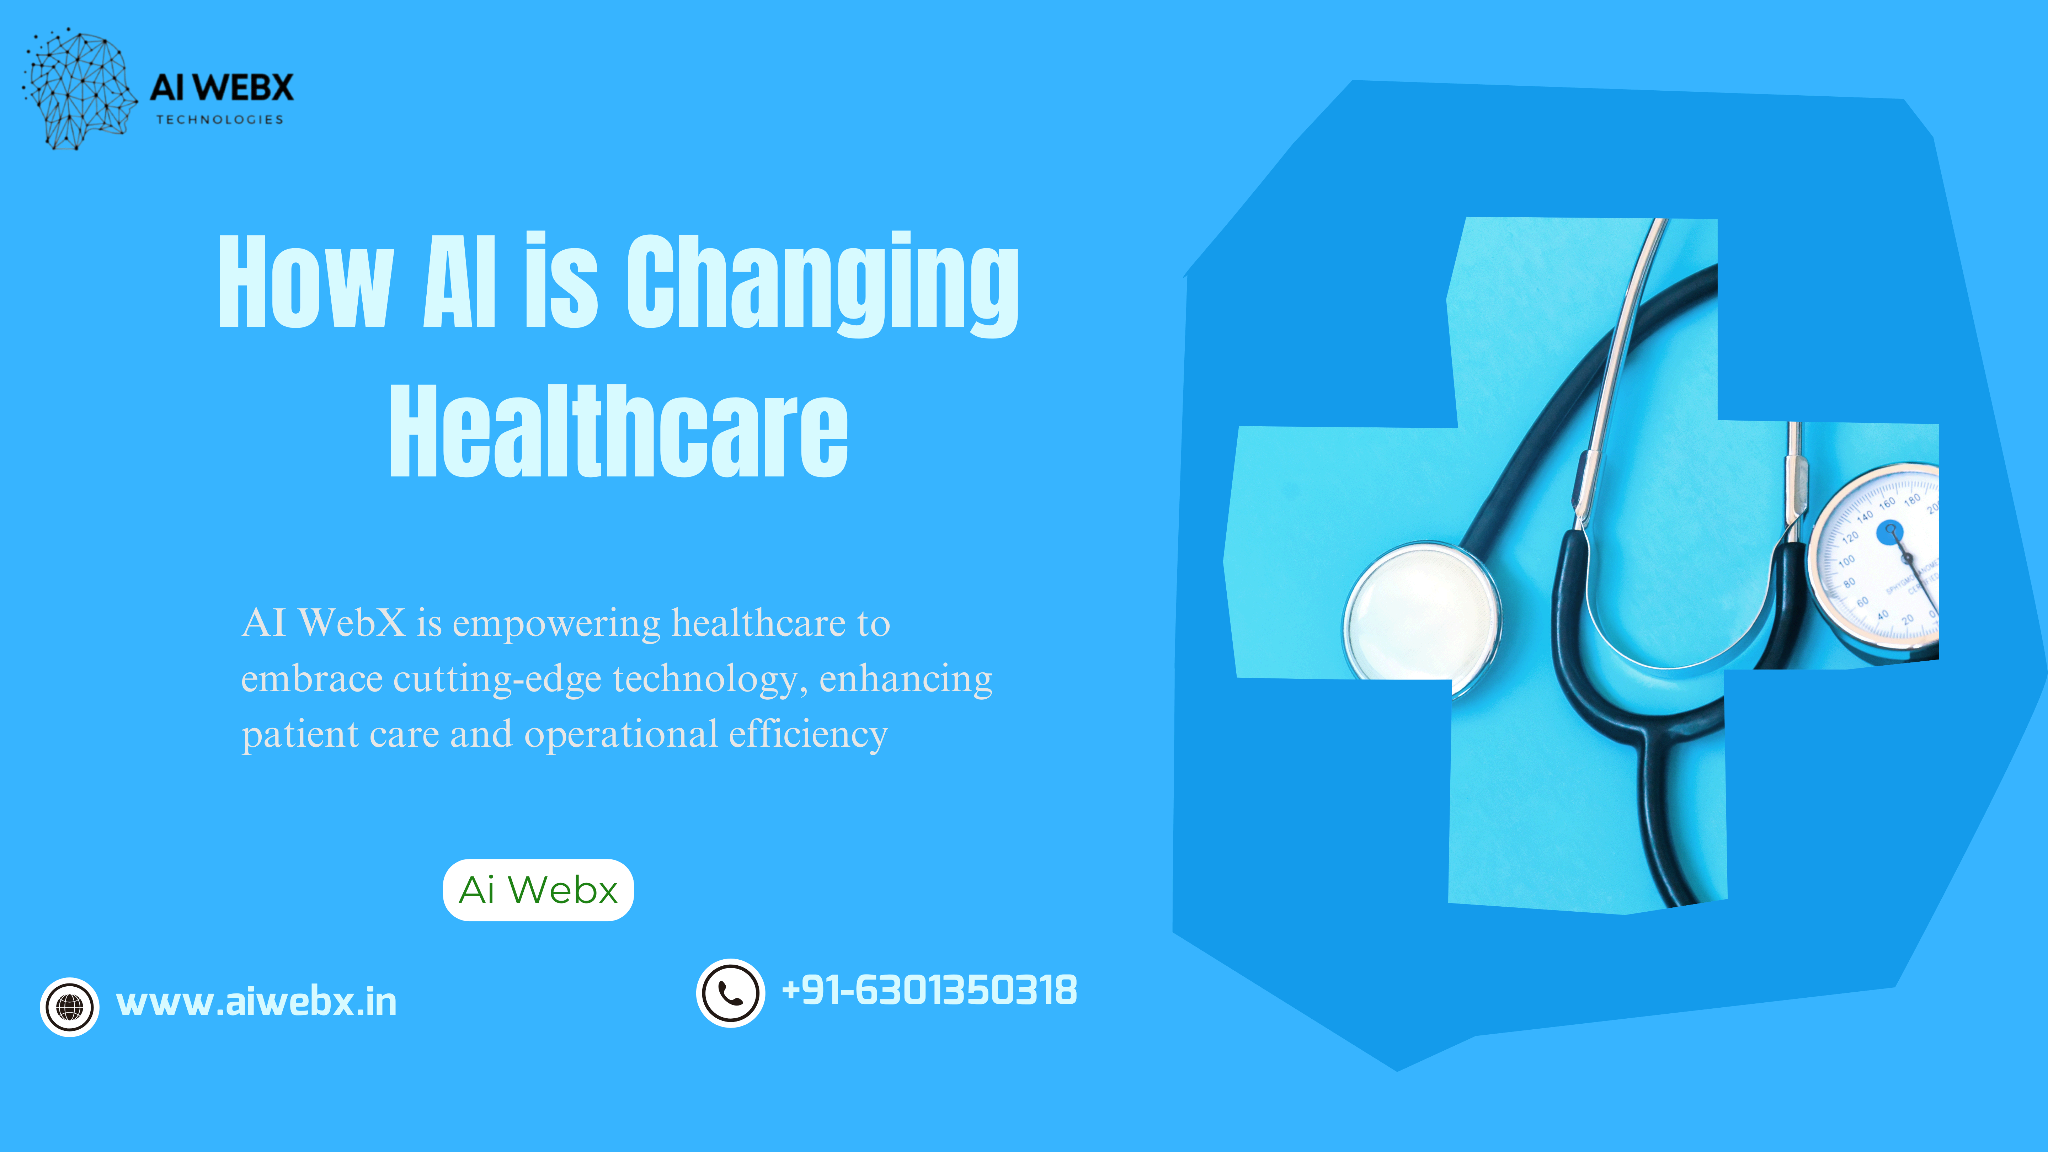 AI WEBX
TECHNOLOGIES
How AI is Changing
Healthcare
AI WebX is empowering healthcare to
embrace cutting-edge technology, enhancing
patient care and operational efficiency
Ai Webx
www.aiwebx.in
+91-6301350318
180
160
140
120
100
80
60
40
20
0